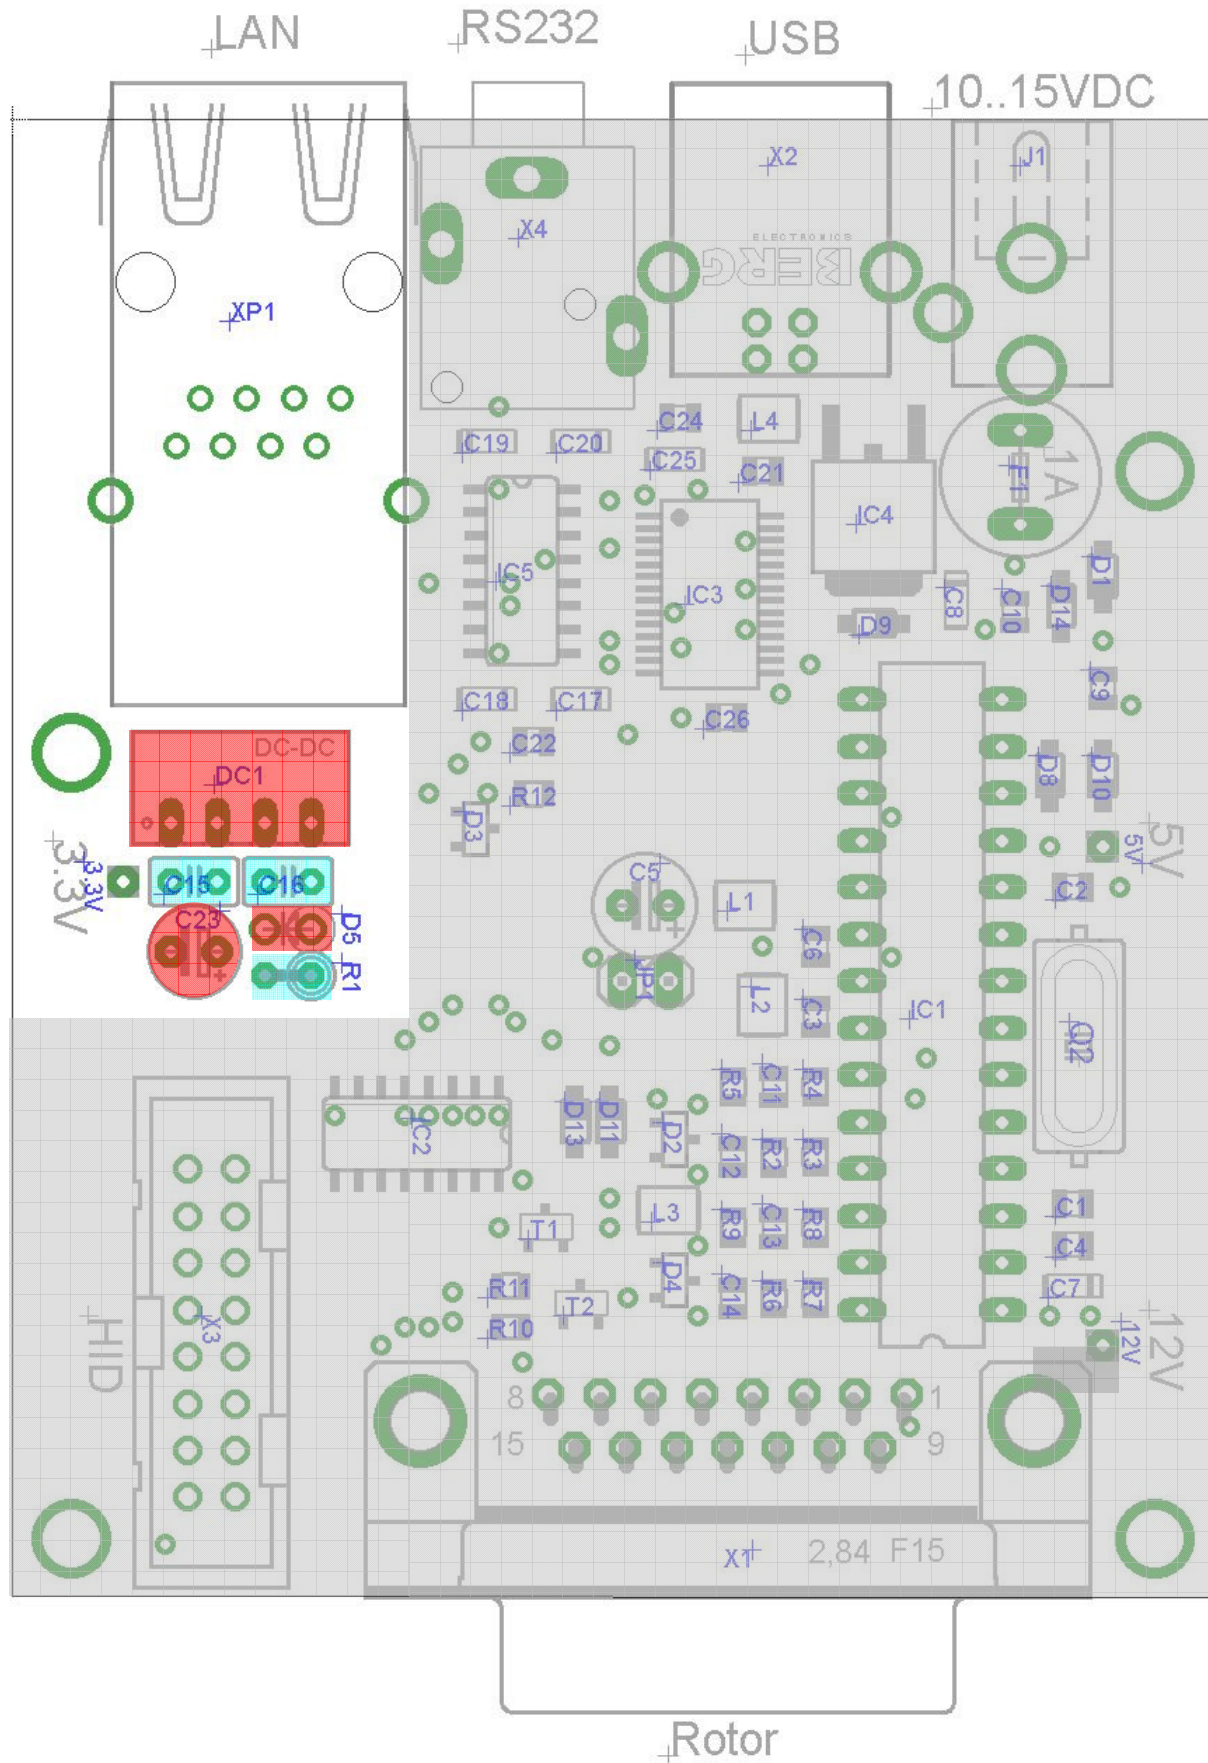 LAN
RS232
USB
10..15VDC
X2
J1
X4
ELECTRONICS
BERG
XP1
C24
L4
C19
C20
C25
C21
F1
1A
IC4
IC5
IC3
D1
C8
C10
D14
D9
C9
C18
C17
C26
C22
DC-DC
DC1
D8
D10
R12
D3
5V
5V
3.3V
3.3V
C15
C16
C5
C2
C23
D5
L1
C6
R1
JP1
L2
C3
IC1
Q2
R5
C11
R4
IC2
D13
D11
D2
C12
R2
R3
T1
L3
R9
C13
R8
C1
C4
D4
R11
T2
C14
R6
R7
C7
R10
HID
X3
12V
12V
8
1
15
9
X1
2,84 F15
Rotor